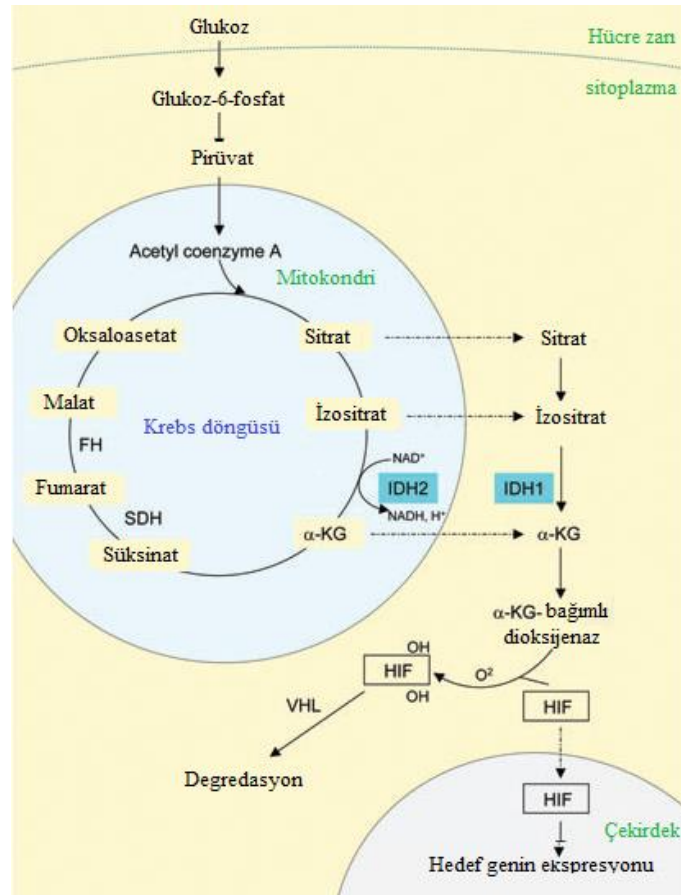 Glukoz
Hücre zarı
sitoplazma
Glukoz-6-fosfat
Pirüvat
Acetyl coenzyme A
Mitokondri
Oksaloasetat
Sitrat
Sitrat
Malat
İzositrat
İzositrat
Krebs döngüsü
FH
NAD⁺
IDH2
IDH1
NADH, H⁺
Fumarat
SDH
α-KG
α-KG
Süksinat
α-KG- bağımlı
dioksijenaz
OH
HIF
OH
O²
HIF
VHL
Degredasyon
HIF
Çekirdek
Hedef genin ekspresyonu